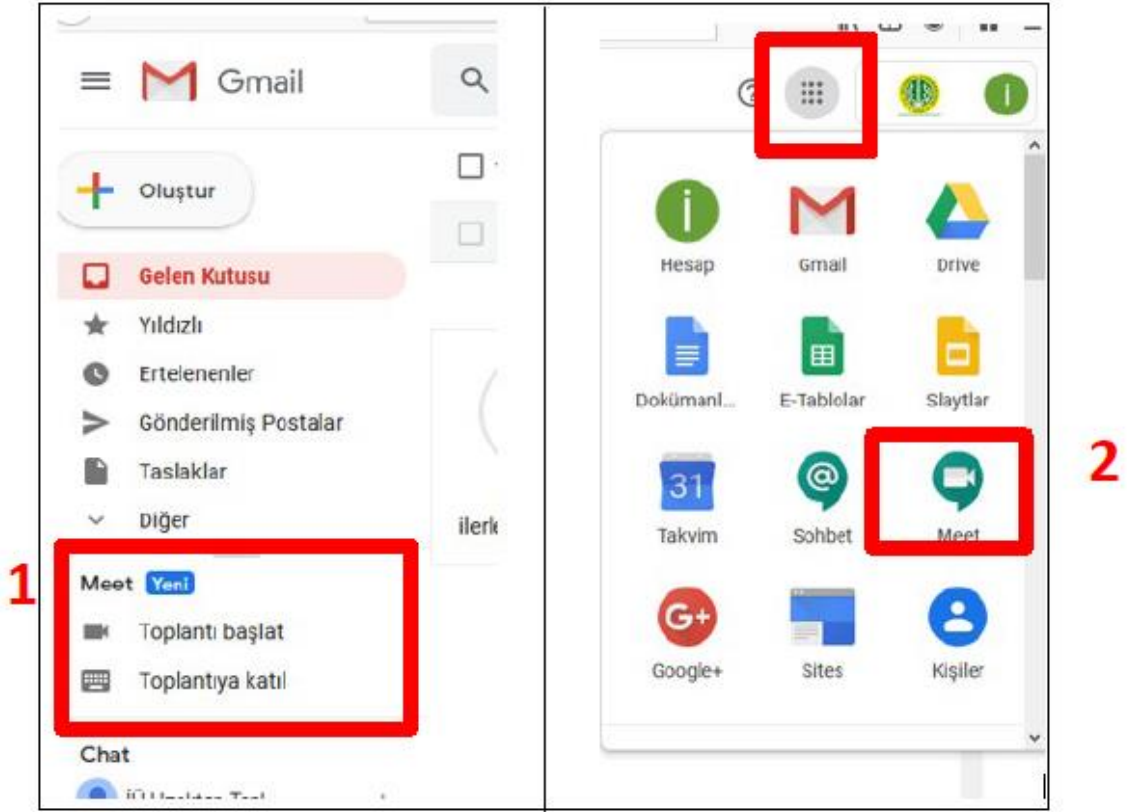 Gmail
Oluştur
Gelen Kutusu
Yıldızlı
Ertelenenler
Gönderilmiş Postalar
Taslaklar
Diğer
ilerle
1
Meet Yeni
Toplantı başlat
Toplantıya katıl
Chat
i
i
Hesap Gmail Drive
Dokümanl... E-Tablolar Slaytlar
31
Takvim Sohbet Meet
2
G+
Google+ Sites Kişiler